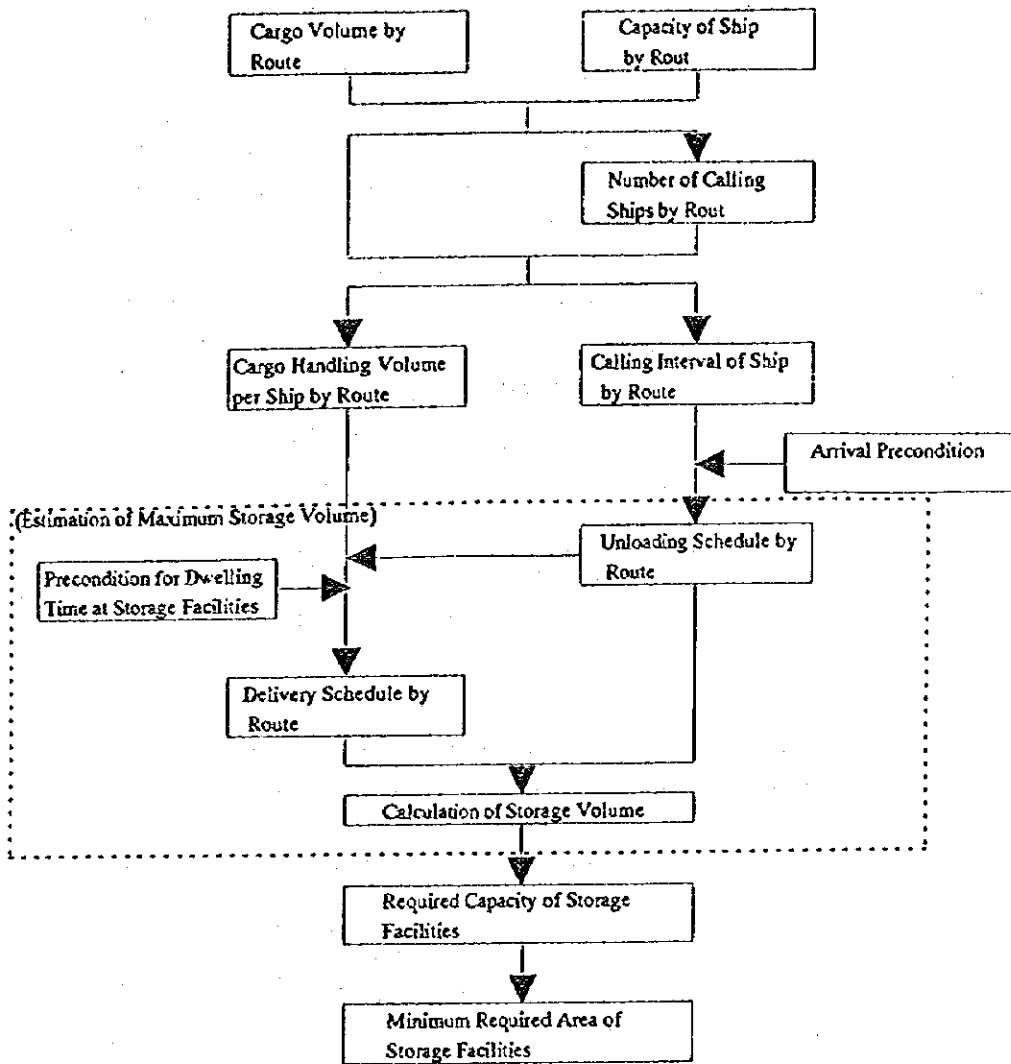 Cargo Volume by
Route
Capacity of Ship
by Rout
Number of Calling
Ships by Rout
Cargo Handling Volume
per Ship by Route
Calling Interval of Ship
by Route
Arrival Precondition
(Estimation of Maximum Storage Volume)
Unloading Schedule by
Route
Precondition for Dwelling
Time at Storage Facilities
Delivery Schedule by
Route
Calculation of Storage Volume
Required Capacity of Storage
Facilities
Minimum Required Area of
Storage Facilities